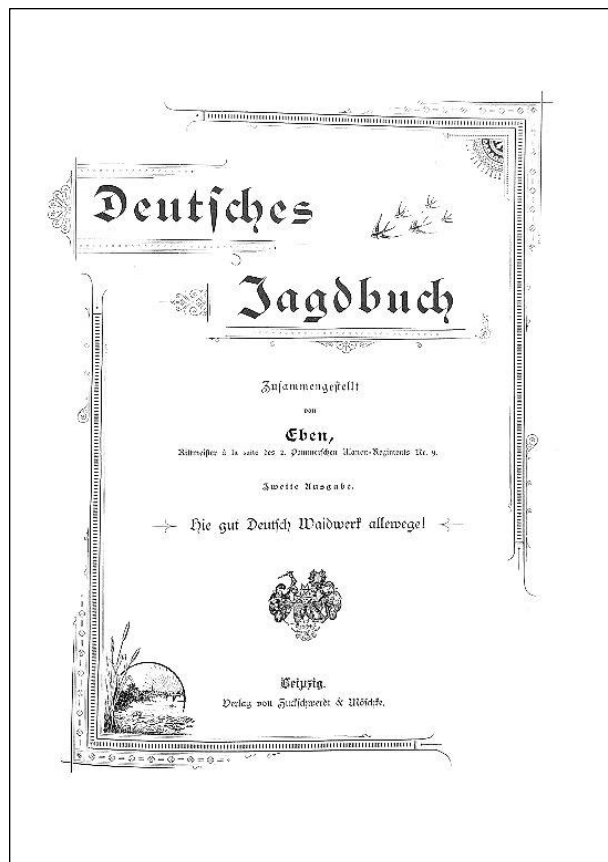 Deutſches
Jagdbuch
Zuſammengeſtellt
von
Eben,
Rittmeiſter à la suite des 2. Pommerſchen Ulanen-Regiments Nr. 9.
Zweite Ausgabe.
Hie gut Deutſch Waidwerk allewege!
Leipzig.
Verlag von Zuckſchwerdt & Möſchke.